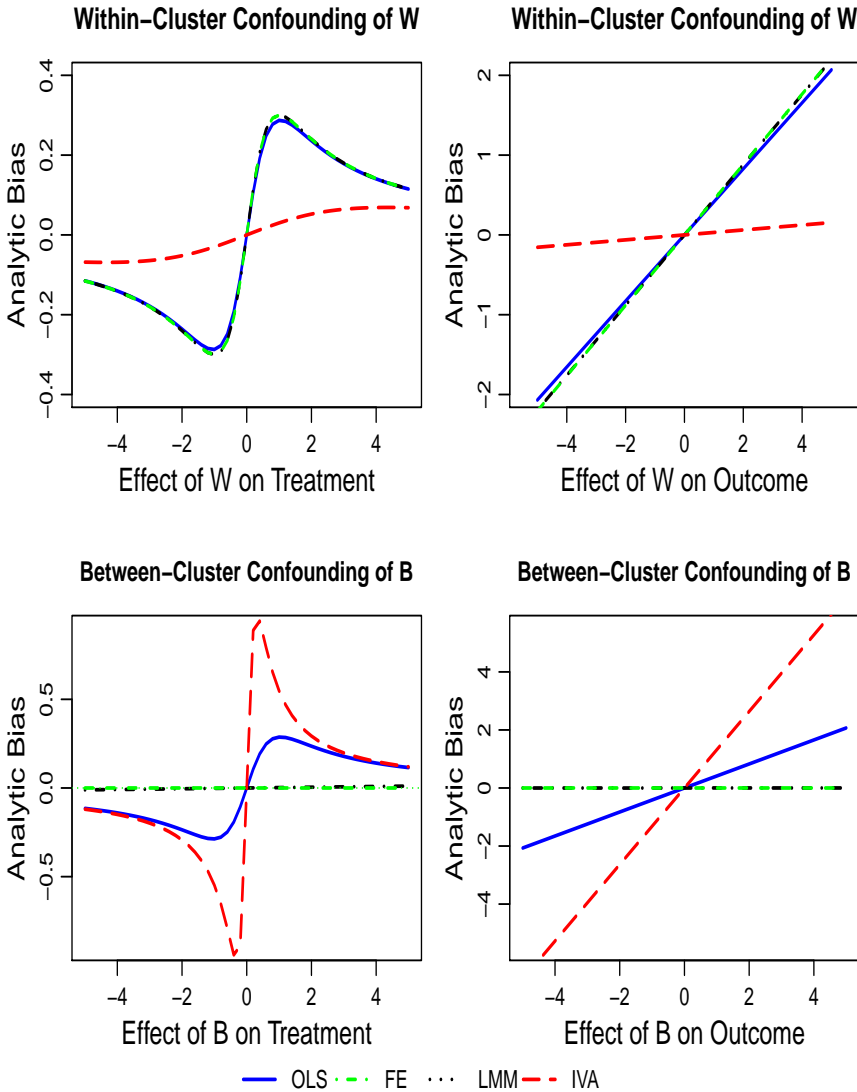 Within−Cluster Confounding of W
Analytic Bias
0.4
0.2
0.0
−0.2
−0.4
−4 −2 0 2 4
Effect of W on Treatment
Within−Cluster Confounding of W
Analytic Bias
2
1
0
−1
−2
−4 −2 0 2 4
Effect of W on Outcome
Between−Cluster Confounding of B
Analytic Bias
0.5
0.0
−0.5
−4 −2 0 2 4
Effect of B on Treatment
Between−Cluster Confounding of B
Analytic Bias
4
2
0
−2
−4
−4 −2 0 2 4
Effect of B on Outcome
OLS FE LMM IVA